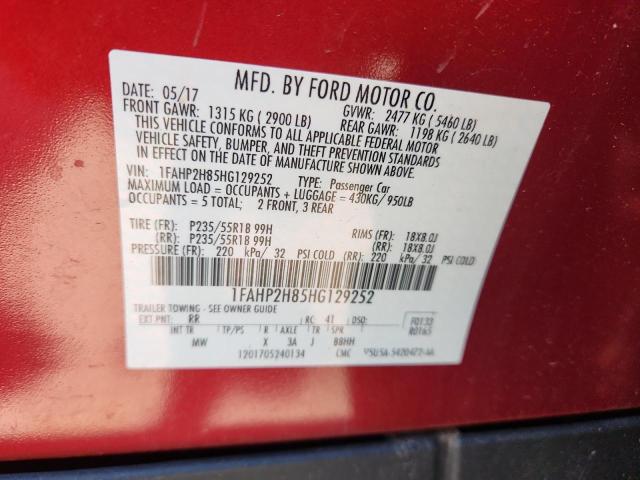 MFD. BY FORD MOTOR CO.
DATE: 05/17 GVWR: 2477 KG ( 5460 LB)
FRONT GAWR: 1315 KG ( 2900 LB) REAR GAWR: 1198 KG ( 2640 LB)
THIS VEHICLE CONFORMS TO ALL APPLICABLE FEDERAL MOTOR
VEHICLE SAFETY, BUMPER, AND THEFT PREVENTION STANDARDS
IN EFFECT ON THE DATE OF MANUFACTURE SHOWN ABOVE.
VIN: 1FAHP2H85HG129252 TYPE: Passenger Car
MAXIMUM LOAD = OCCUPANTS + LUGGAGE = 430KG/950LB
OCCUPANTS = 5 TOTAL; 2 FRONT, 3 REAR
TIRE (FR): P235/55R18 99H RIMS (FR): 18X8.0J
(RR): P235/55R18 99H (RR): 18X8.0J
PRESSURE (FR): 220 kPa/ 32 PSI COLD (RR): 220 kPa/ 32 PSI COLD
1FAHP2H85HG129252
TRAILER TOWING - SEE OWNER GUIDE
EXT PNT: RR RC: 41 DSO: F0133
INT TR TP/PS R AXLE TR SPR R0165
MW X 3A J BBHH
1201705240134 CMC